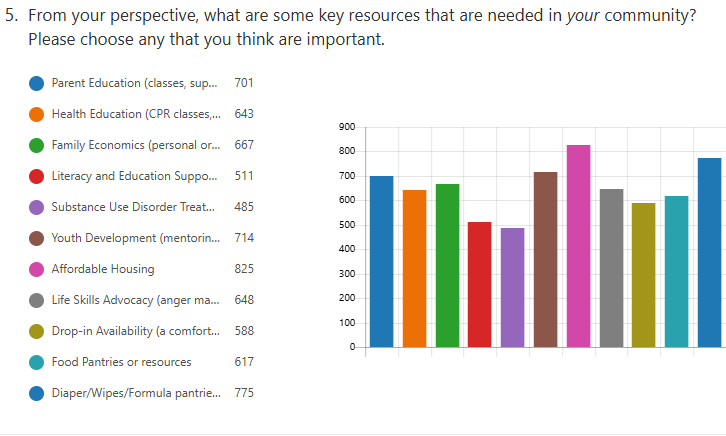 5. From your perspective, what are some key resources that are needed in your community?
Please choose any that you think are important.
Parent Education (classes, sup... 701
Health Education (CPR classes,... 643
Family Economics (personal or... 667
Literacy and Education Suppo... 511
Substance Use Disorder Treat... 485
Youth Development (mentorin... 714
Affordable Housing 825
Life Skills Advocacy (anger ma... 648
Drop-in Availability (a comfort... 588
Food Pantries or resources 617
Diaper/Wipes/Formula pantrie... 775
900
800
700
600
500
400
300
200
100
0